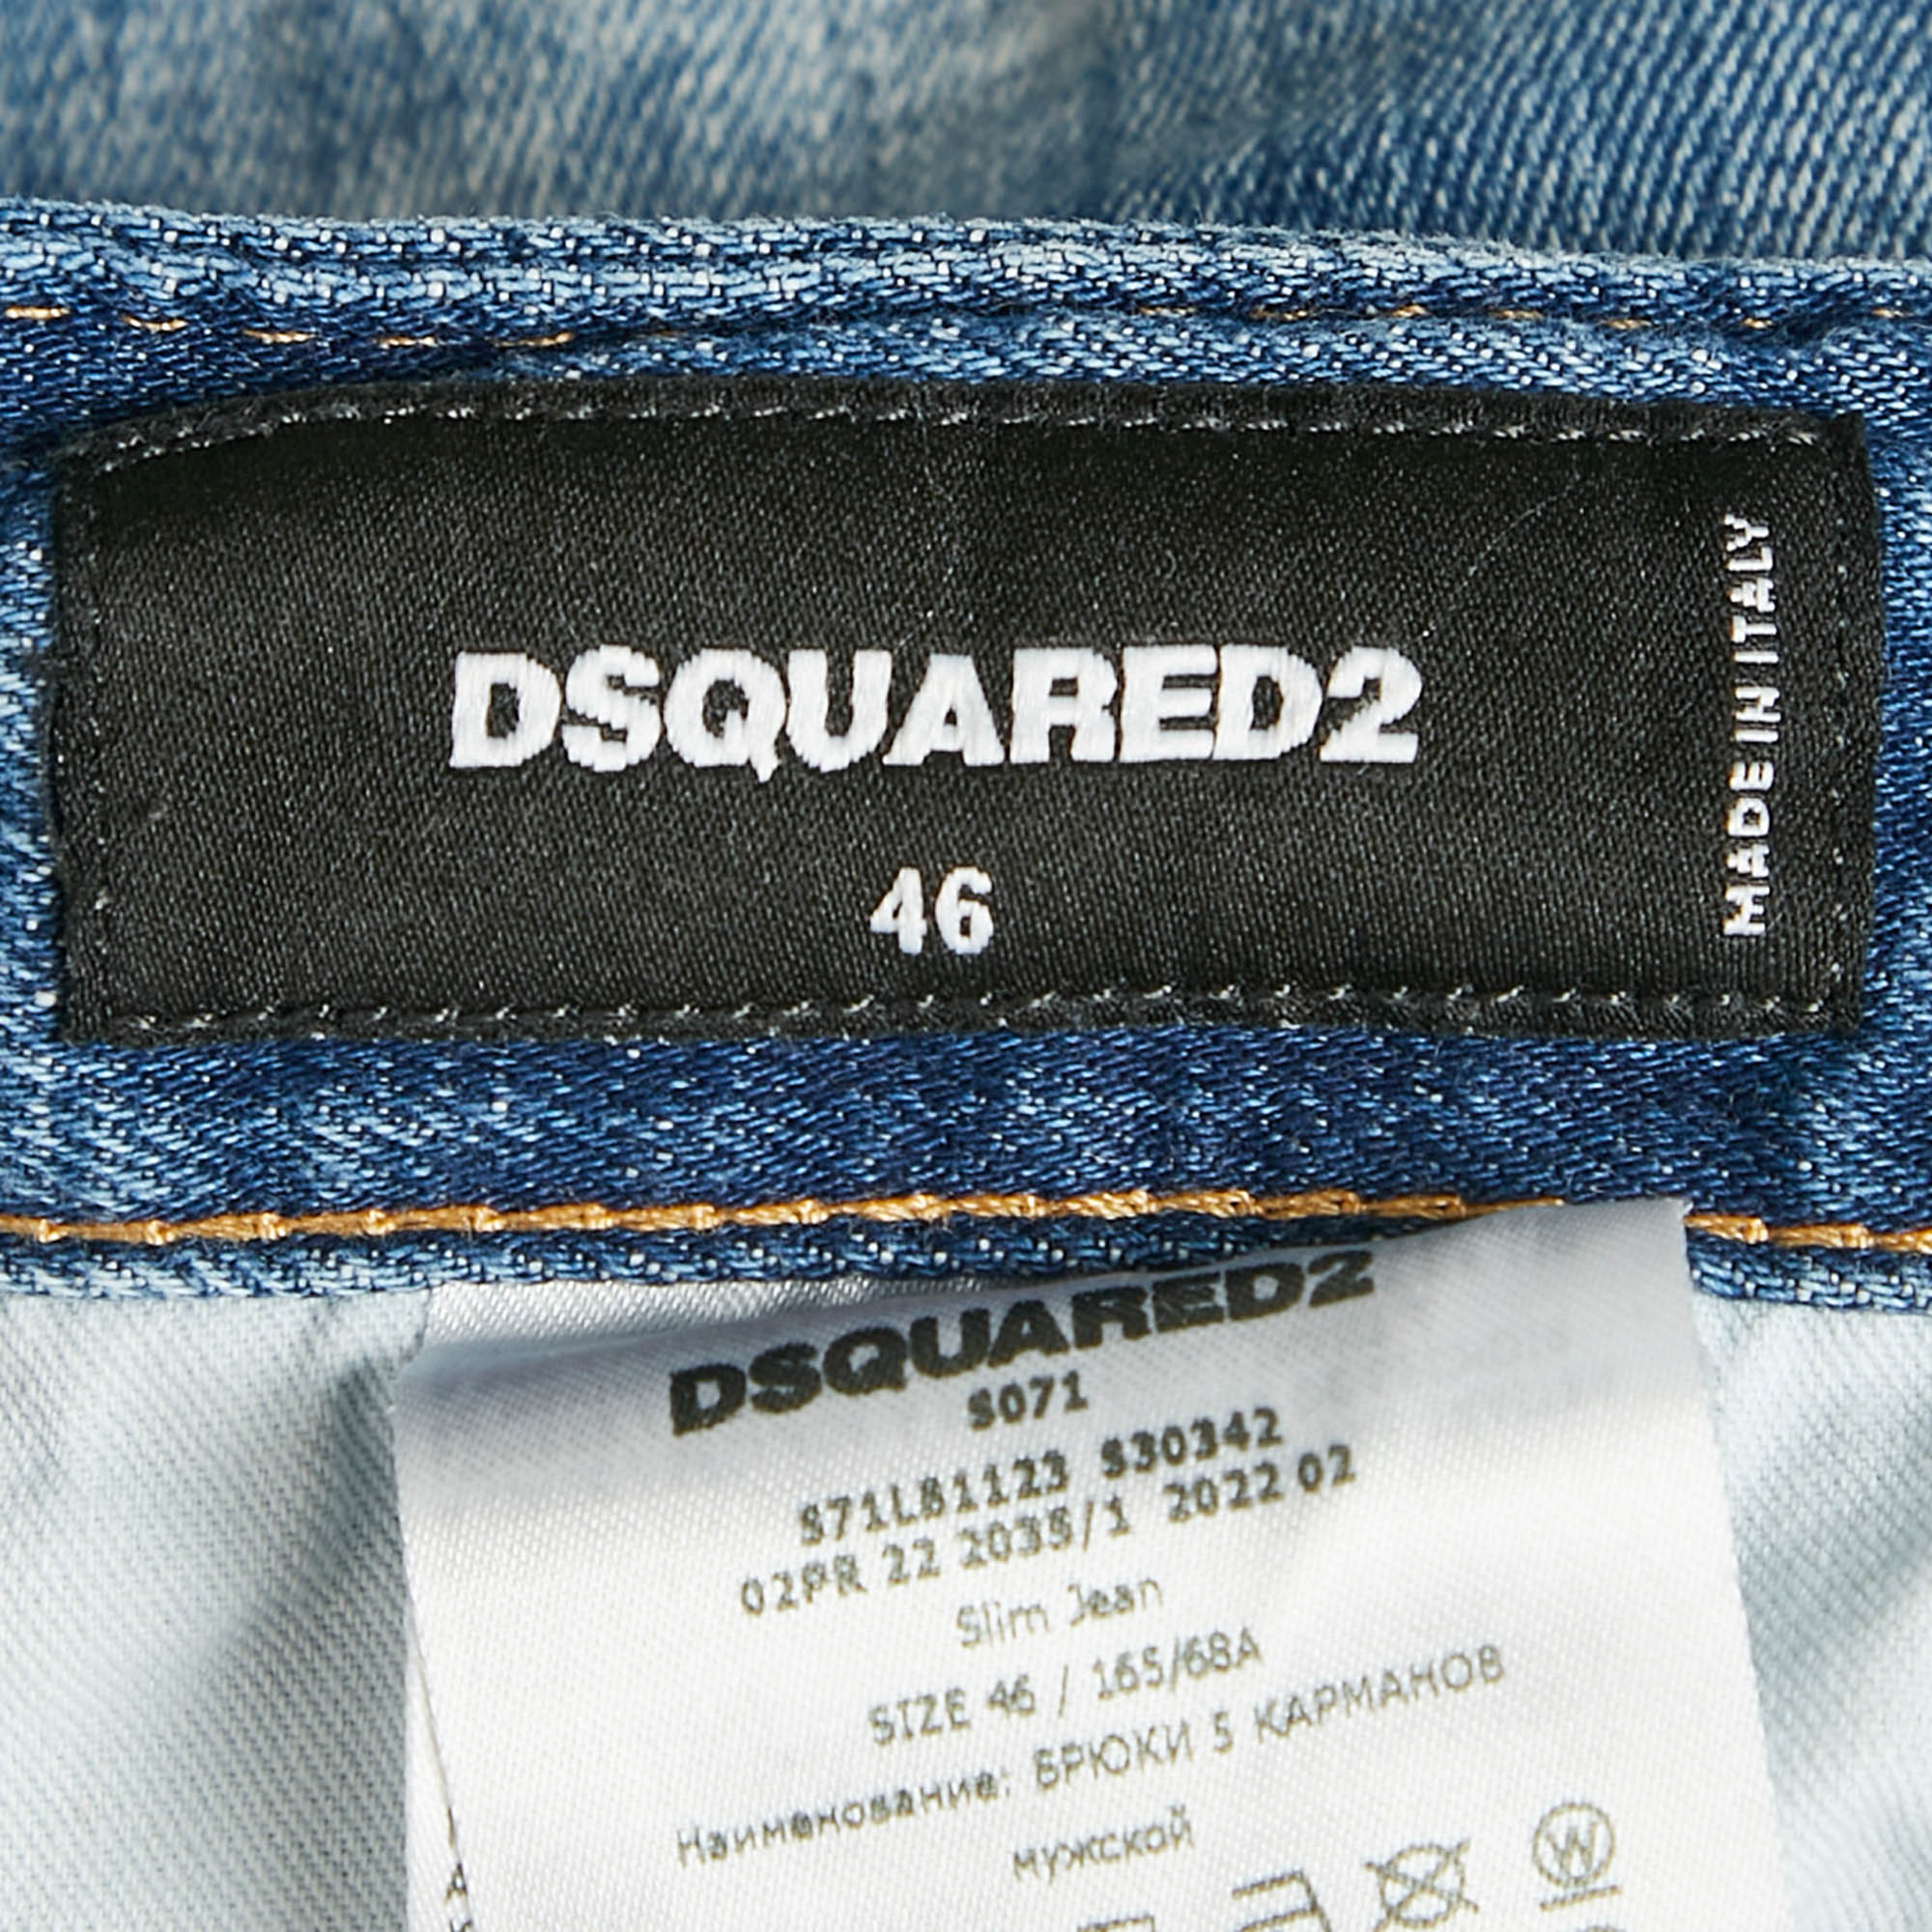 DSQUARED2
46
MADE IN ITALY
DSQUARED2
S071
S71LB1123 S30342
02PR 22 2035/1 2022 02
Slim Jean
SIZE 46 / 165/68A
Наименование: БРЮКИ 5 КАРМАНОВ
мужской
W